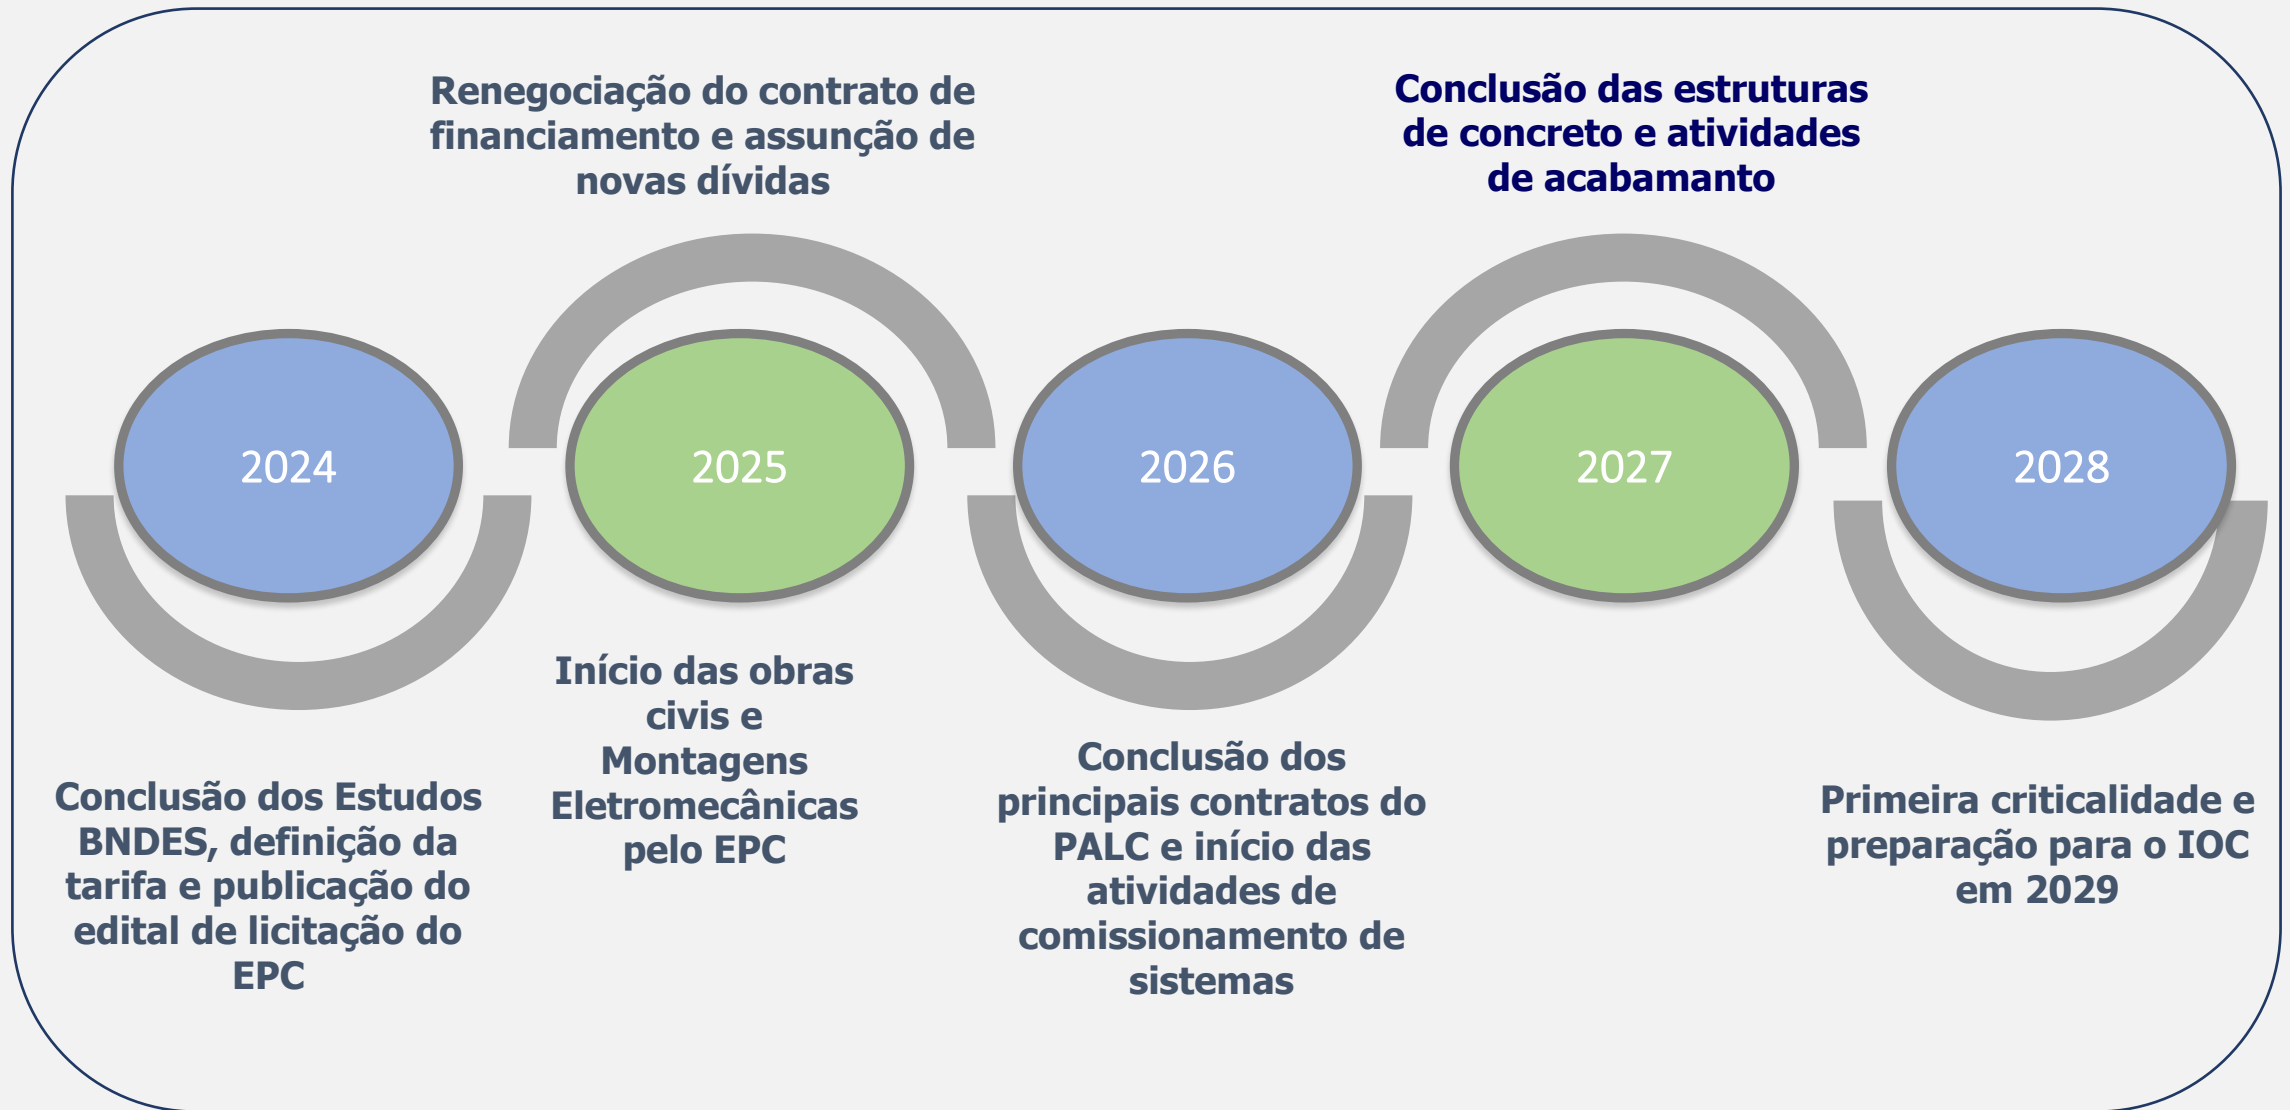 Renegociação do contrato de
financiamento e assunção de
novas dívidas
Conclusão das estruturas
de concreto e atividades
de acabamanto
2024
2025
2026
2027
2028
Conclusão dos Estudos
BNDES, definição da
tarifa e publicação do
edital de licitação do
EPC
Início das obras
civis e
Montagens
Eletromecânicas
pelo EPC
Conclusão dos
principais contratos do
PALC e início das
atividades de
comissionamento de
sistemas
Primeira criticalidade e
preparação para o IOC
em 2029